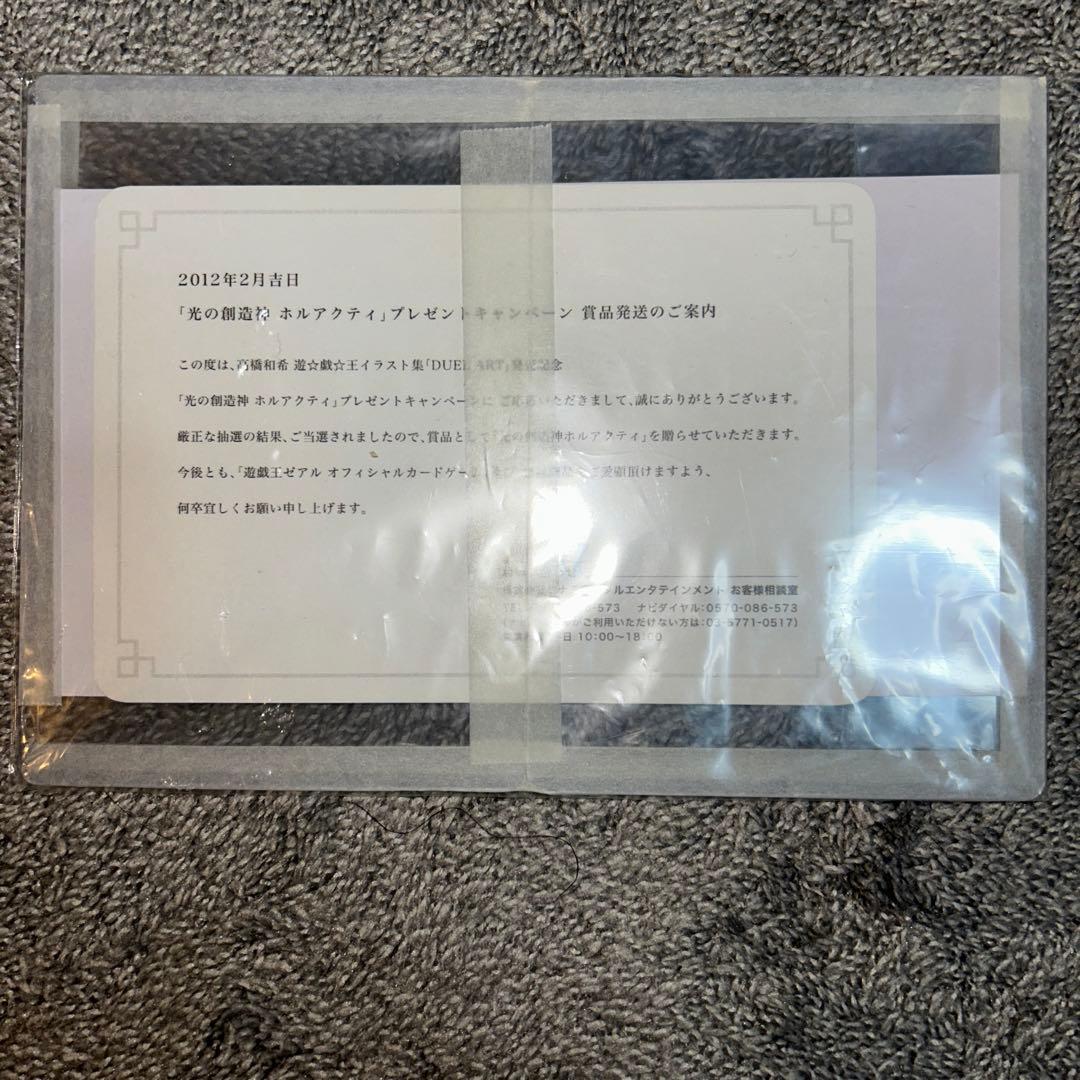 2012年2月吉日
「光の創造神 ホルアクティ」プレゼントキャンペーン 賞品発送のご案内
この度は、高橋和希 遊☆戯☆王イラスト集「DUEL ART」発売記念
「光の創造神 ホルアクティ」プレゼントキャンペーンに ご応募いただきまして、誠にありがとうございます。
厳正な抽選の結果、ご当選されましたので、賞品として「光の創造神ホルアクティ」を贈らせていただきます。
今後とも、「遊戯王ゼアル オフィシャルカードゲーム ご愛顧頂けますよう、
何卒宜しくお願い申し上げます。
ルエンタテインメント お客様相談室
TEL 573 ナビダイヤル:0570-086-573
ご利用いただけない方は:03-5771-0517)
日:10:00〜18:00